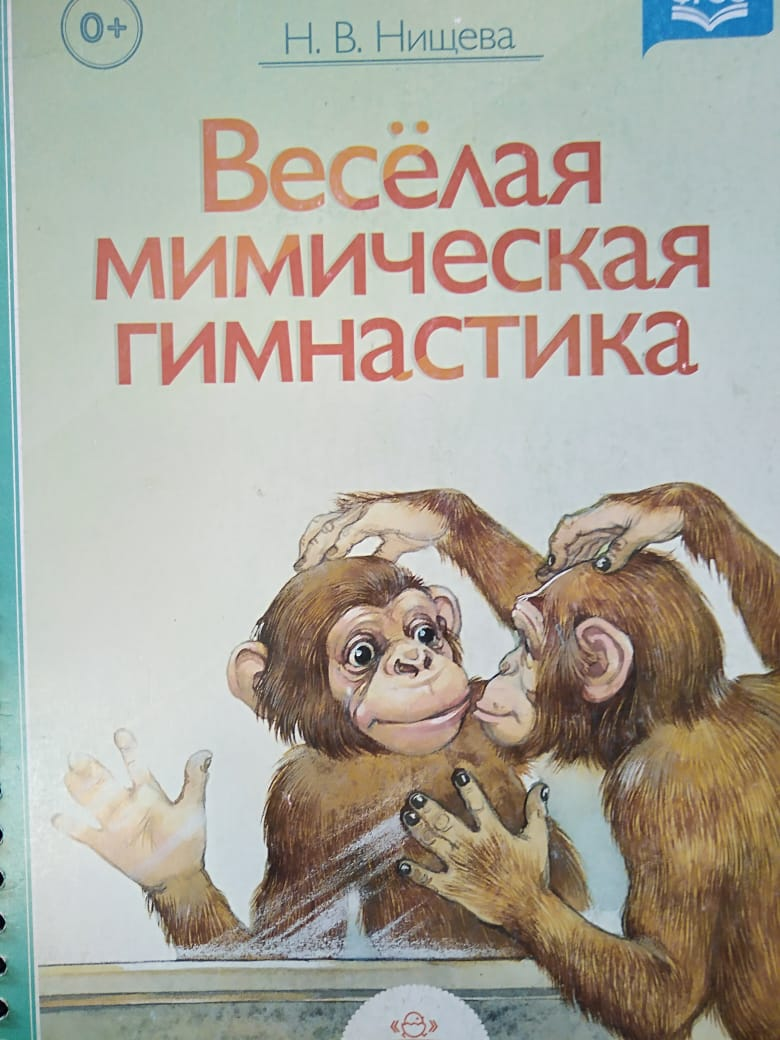 0+
Н. В. Нищева
Весёлая
мимическая
гимнастика